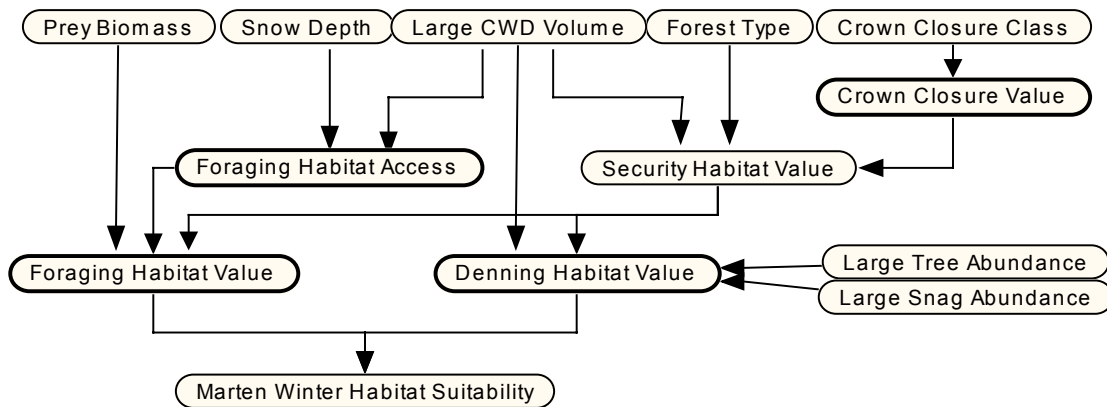 Prey Biomass
Snow Depth
Large CWD Volume
Forest Type
Crown Closure Class
Crown Closure Value
Foraging Habitat Access
Security Habitat Value
Foraging Habitat Value
Denning Habitat Value
Large Tree Abundance
Large Snag Abundance
Marten Winter Habitat Suitability